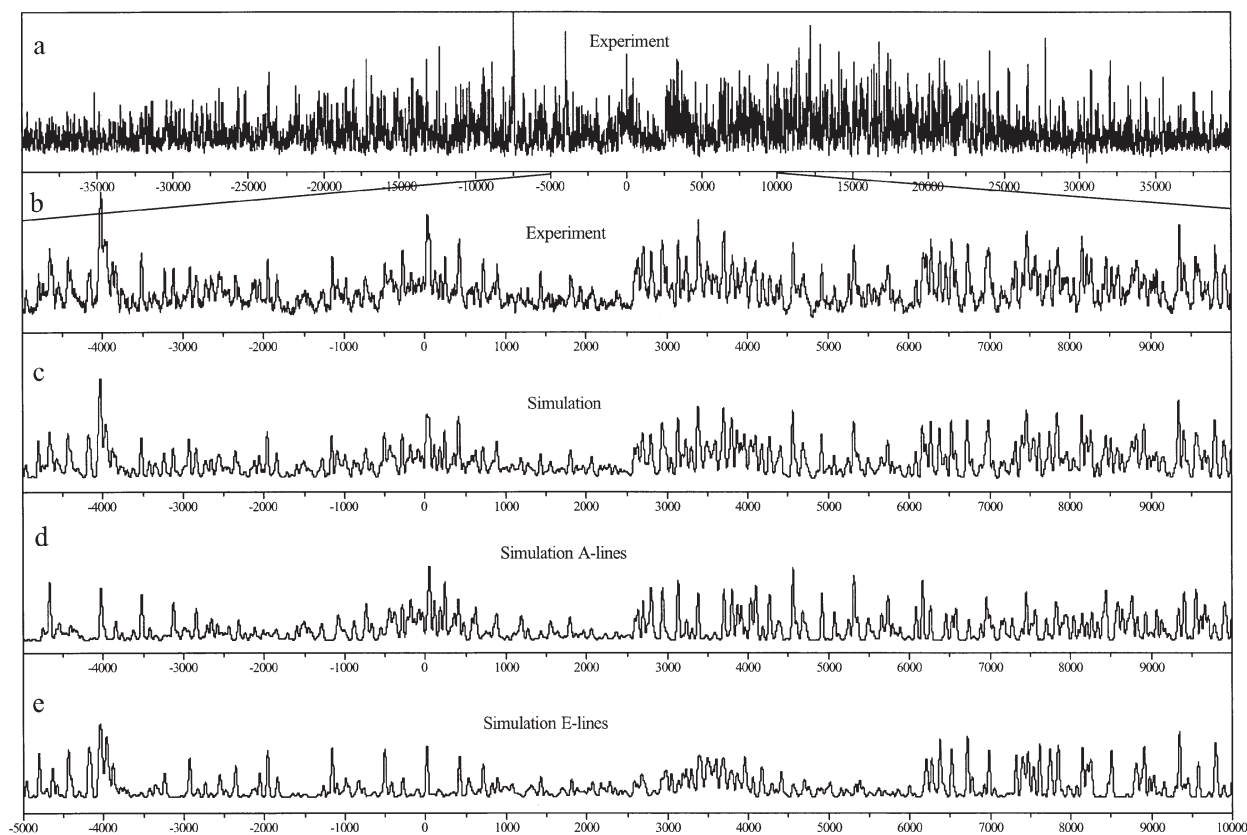 a
Experiment
-35000 -30000 -25000 -20000 -15000 -10000 -5000 0 5000 10000 15000 20000 25000 30000 35000
b
Experiment
-4000 -3000 -2000 -1000 0 1000 2000 3000 4000 5000 6000 7000 8000 9000
c
Simulation
-4000 -3000 -2000 -1000 0 1000 2000 3000 4000 5000 6000 7000 8000 9000
d
Simulation A-lines
-4000 -3000 -2000 -1000 0 1000 2000 3000 4000 5000 6000 7000 8000 9000
e
Simulation E-lines
-5000 -4000 -3000 -2000 -1000 0 1000 2000 3000 4000 5000 6000 7000 8000 9000 10000